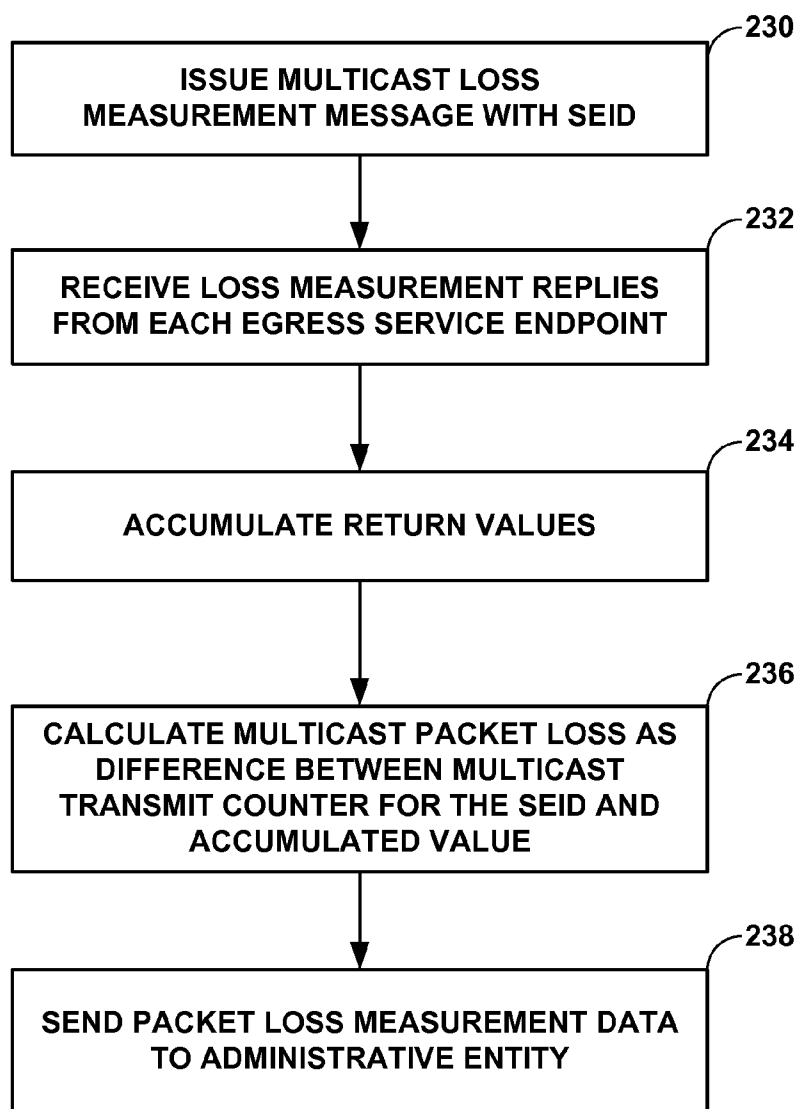 230
ISSUE MULTICAST LOSS
MEASUREMENT MESSAGE WITH SEID
232
RECEIVE LOSS MEASUREMENT REPLIES
FROM EACH EGRESS SERVICE ENDPOINT
234
ACCUMULATE RETURN VALUES
236
CALCULATE MULTICAST PACKET LOSS AS
DIFFERENCE BETWEEN MULTICAST
TRANSMIT COUNTER FOR THE SEID AND
ACCUMULATED VALUE
238
SEND PACKET LOSS MEASUREMENT DATA
TO ADMINISTRATIVE ENTITY